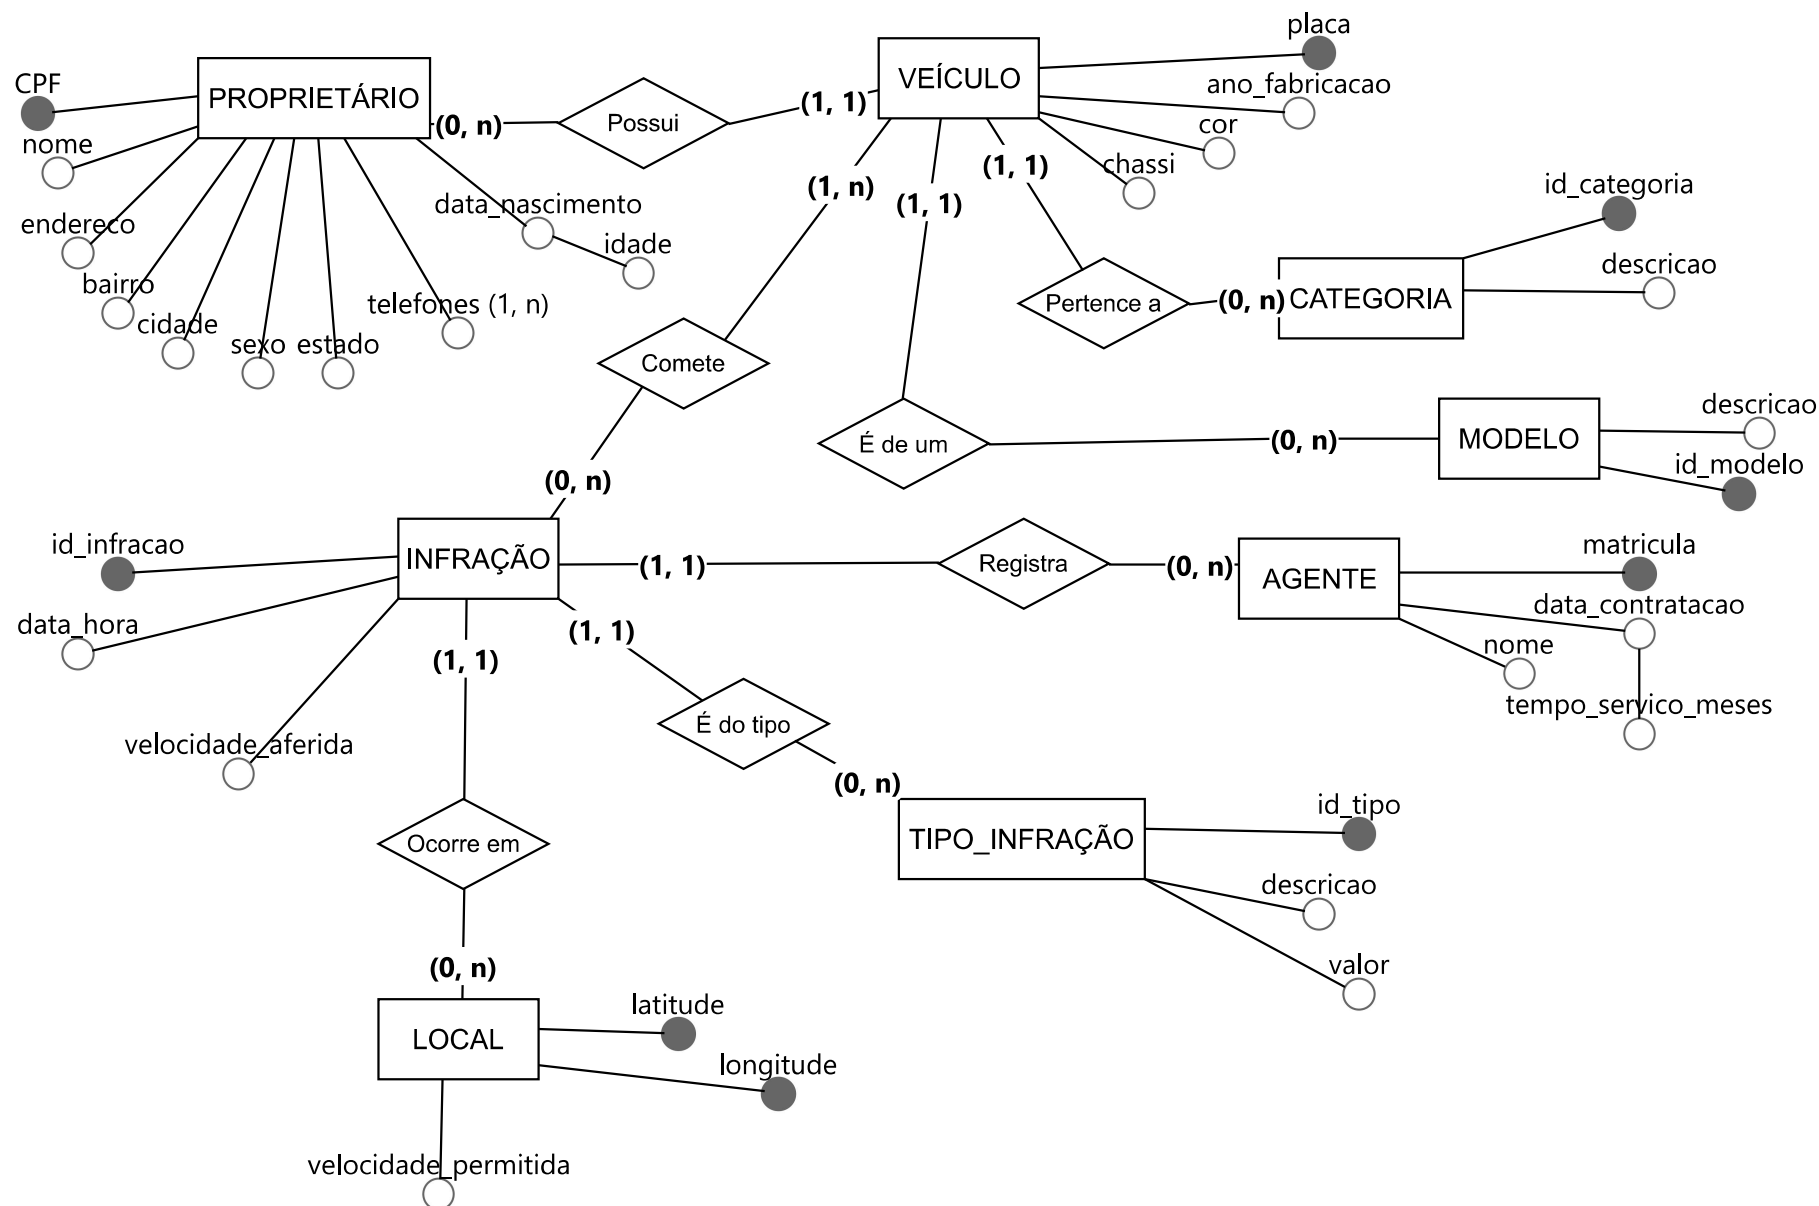 placa
VEÍCULO
CPF
PROPRIETÁRIO
ano_fabricacao
(0, n)
Possui
(1, 1)
cor
nome
chassi
(1, 1)
(1, n)
(1, 1)
id_categoria
data_nascimento
endereco
idade
descricao
bairro
telefones (1, n)
Pertence a
(0, n)
CATEGORIA
cidade
sexo
estado
Comete
descricao
É de um
(0, n)
MODELO
id_modelo
(0, n)
id_infracao
INFRAÇÃO
(1, 1)
Registra
(0, n)
AGENTE
matricula
data_contratacao
data_hora
(1, 1)
nome
(1, 1)
tempo_servico_meses
velocidade_aferida
É do tipo
(0, n)
id_tipo
TIPO_INFRAÇÃO
Ocorre em
descricao
(0, n)
valor
latitude
LOCAL
longitude
velocidade_permitida